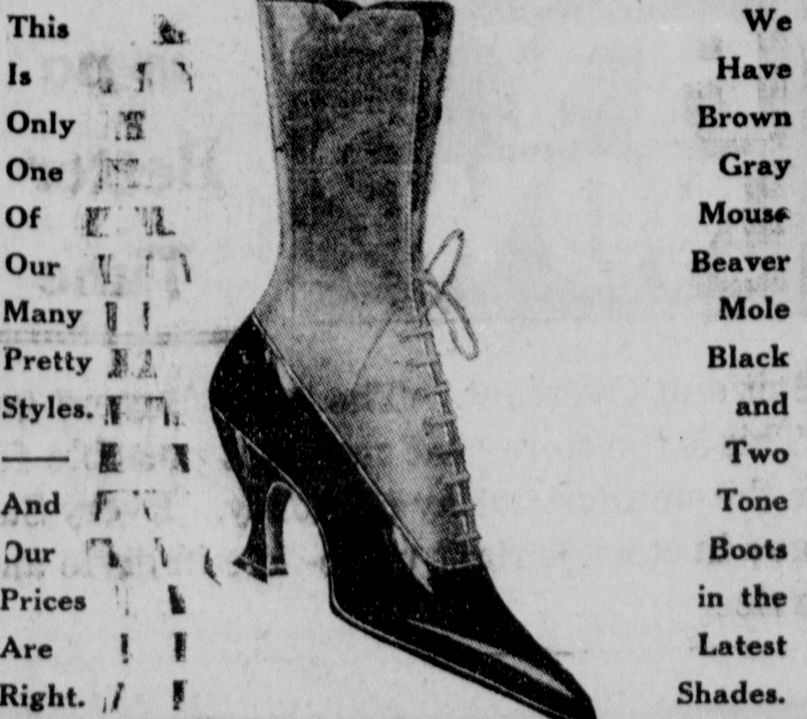 This
Is
Only
One
Of
Our
Many
Pretty
Styles.
—
And
Our
Prices
Are
Right.
We
Have
Brown
Gray
Mouse
Beaver
Mole
Black
and
Two
Tone
Boots
in the
Latest
Shades.